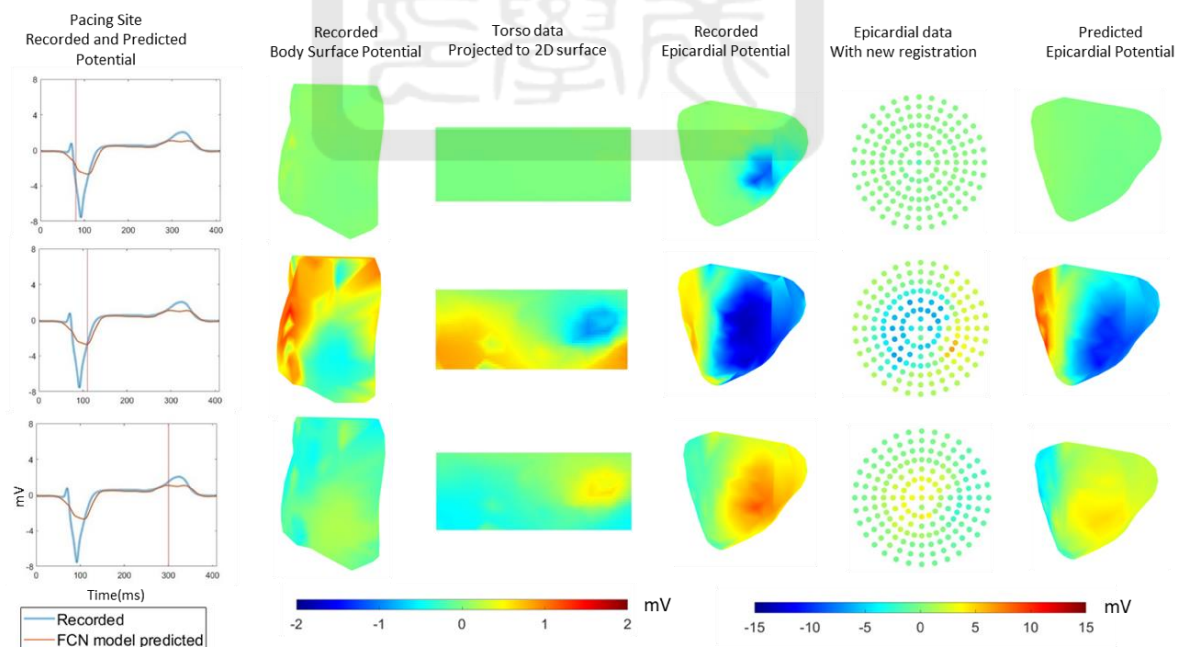 Pacing Site
Recorded and Predicted
Potential
Recorded
Body Surface Potential
Torso data
Projected to 2D surface
Recorded
Epicardial Potential
Epicardial data
With new registration
Predicted
Epicardial Potential
8
4
0
-4
-8
0 100 200 300 400
8
4
0
-4
-8
0 100 200 300 400
8
4
0
-4
-8
mV
0 100 200 300 400
Time(ms)
Recorded
FCN model predicted
-2 -1 0 1 2
mV
-15 -10 -5 0 5 10 15
mV